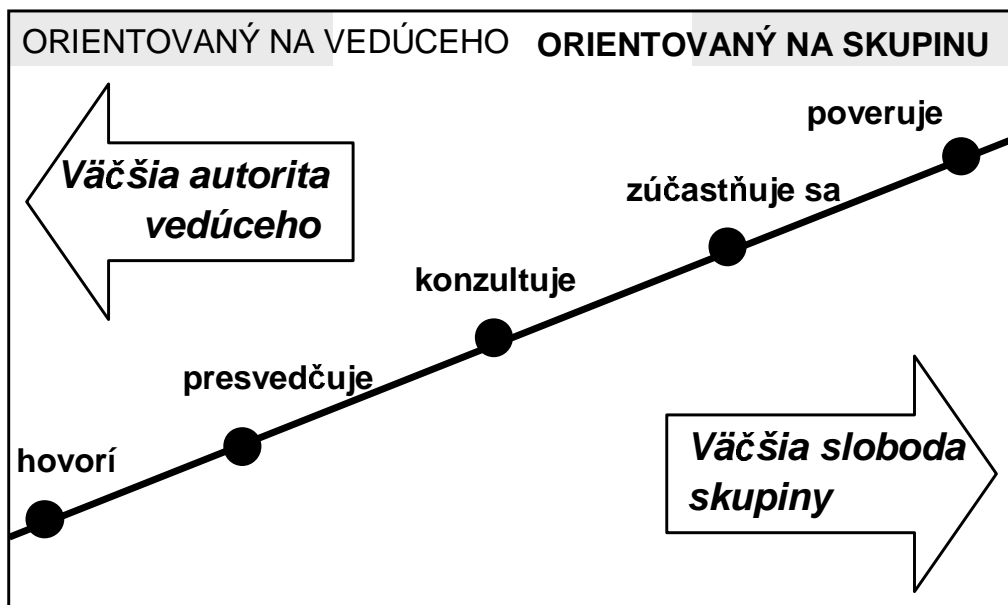 ORIENTOVANÝ NA VEDÚCEHO
ORIENTOVANÝ NA SKUPINU
poveruje
Väčšia autorita
vedúceho
zúčastňuje sa
konzultuje
presvedčuje
hovorí
Väčšia sloboda
skupiny